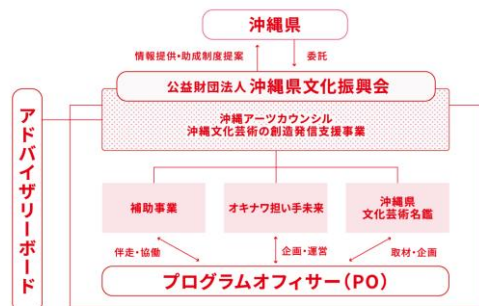 沖縄県
情報提供・助成制度提案
委託
公益財団法人 沖縄県文化振興会
沖縄アーツカウンシル
沖縄文化芸術の創造発信支援事業
アドバイザリーボード
補助事業
オキナワ担い手未来
沖縄県
文化芸術名鑑
伴走・協働
企画・運営
取材・企画
プログラムオフィサー(PO)